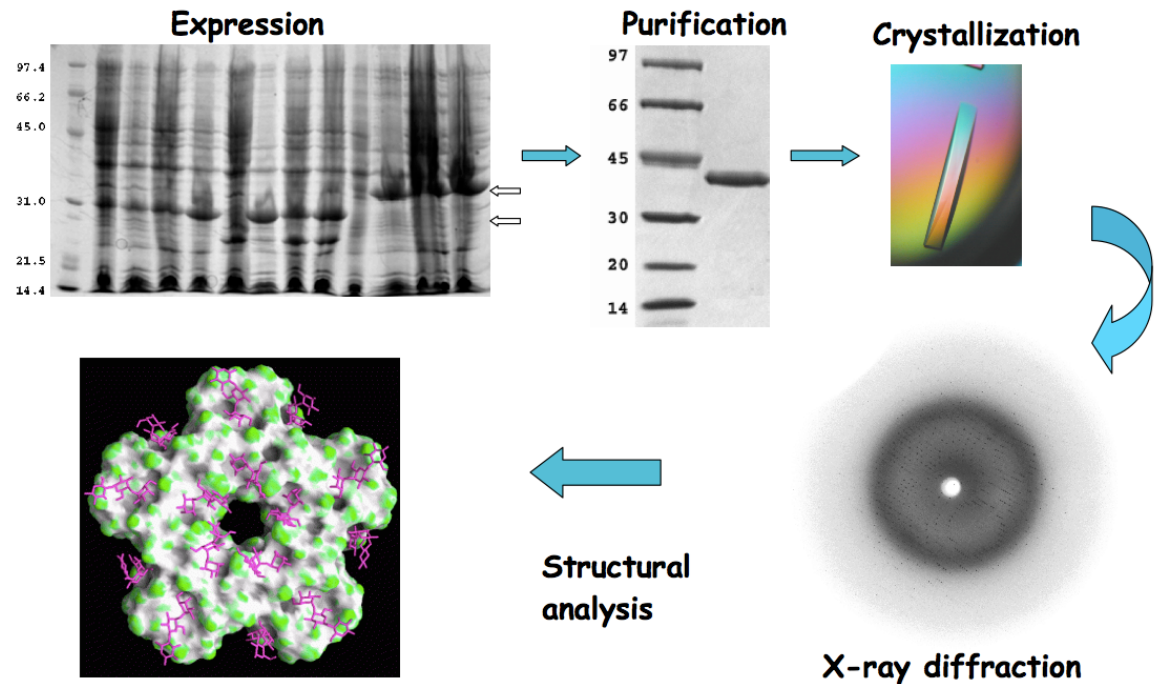 Expression
97.4
66.2
45.0
31.0
21.5
14.4
Purification
97
66
45
30
20
14
Crystallization
X-ray diffraction
Structural
analysis